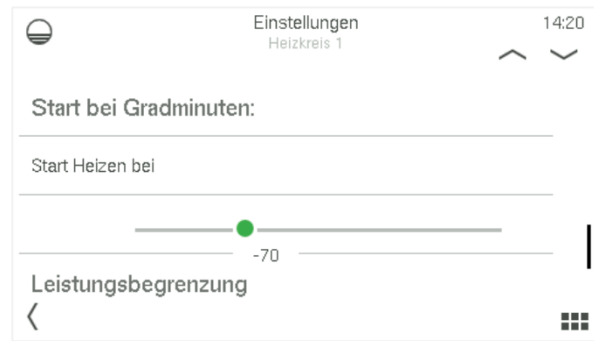 Einstellungen
14:20
Heizkreis 1
Start bei Gradminuten:
Start Heizen bei
-70
Leistungsbegrenzung